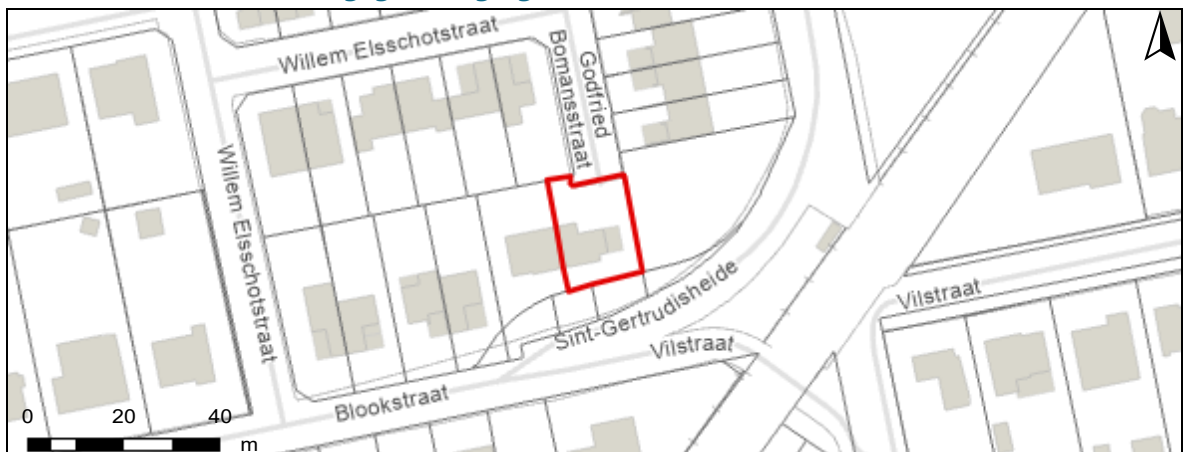 Willem Elsschotstraat
Bomansstraat
Godfried
Willem Elsschotstraat
Sint-Gertrudisheide
Vilstraat
Vilstraat
Blookstraat
0 20 40
m